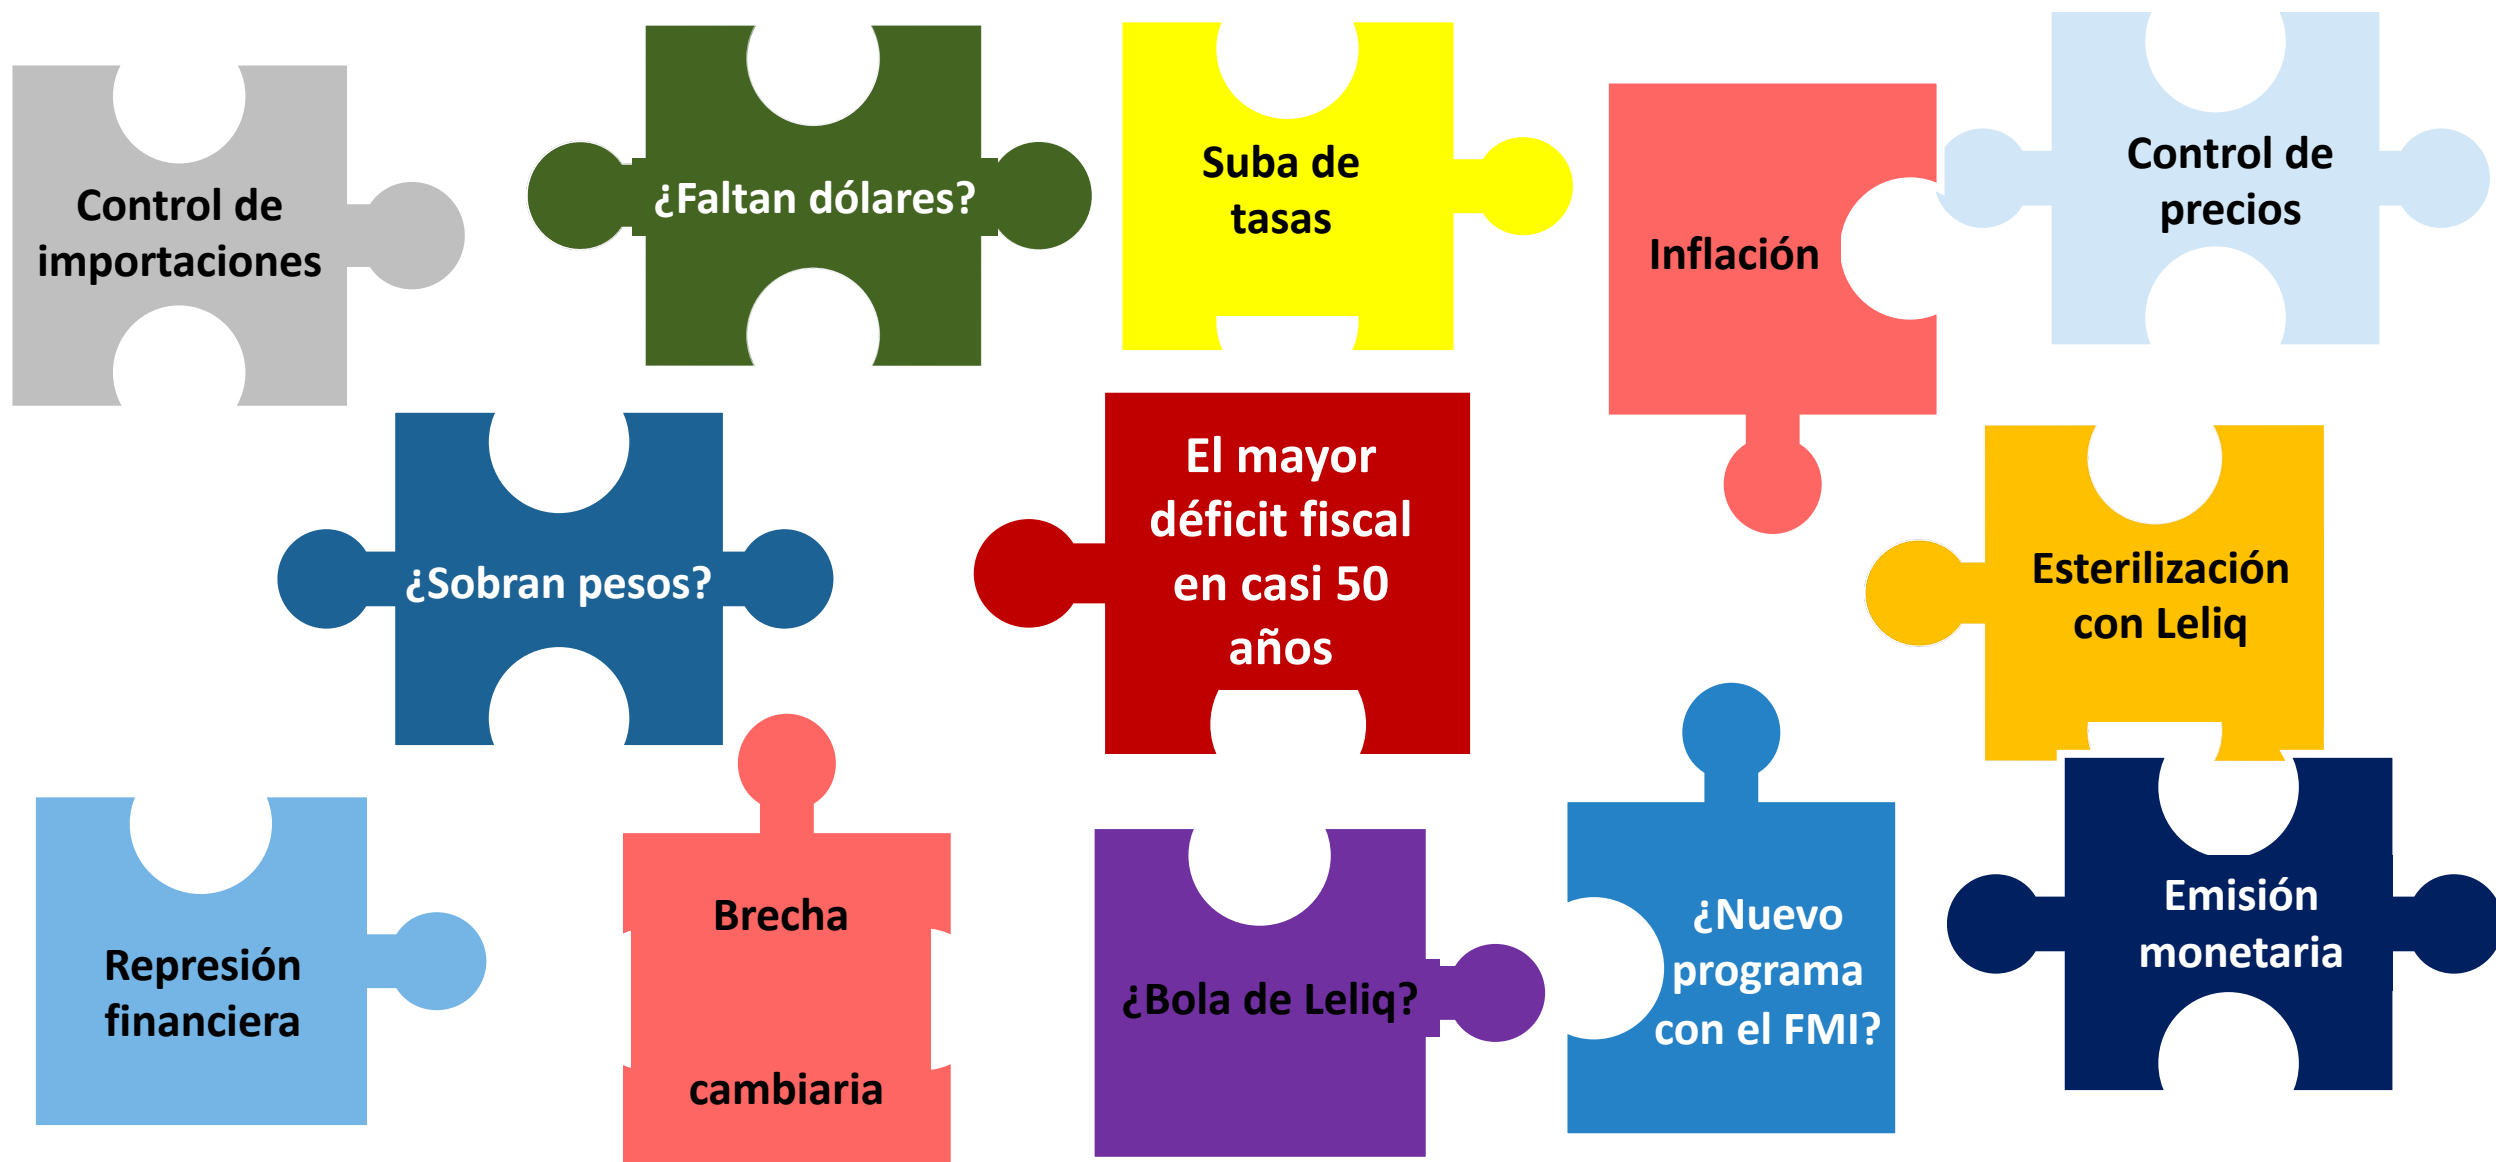 Control de
importaciones
¿Faltan dólares?
Suba de
tasas
Inflación
Control de
precios
¿Sobran pesos?
El mayor
déficit fiscal
en casi 50
años
Esterilización
con Leliq
Represión
financiera
Brecha
cambiaria
¿Bola de Leliq?
¿Nuevo
programa
con el FMI?
Emisión
monetaria